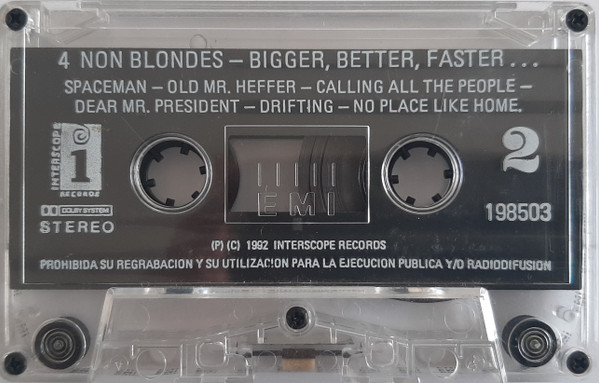 4 NON BLONDES – BIGGER, BETTER, FASTER . . .
SPACEMAN – OLD MR. HEFFER – CALLING ALL THE PEOPLE –
DEAR MR. PRESIDENT – DRIFTING – NO PLACE LIKE HOME.
INTERSCOPE
i
RECORDS
2
EMI
DOLBY SYSTEM
STEREO
198503
(P) (C) 1992 INTERSCOPE RECORDS
PROHIBIDA SU REGRABACION Y SU UTILIZACION PARA LA EJECUCION PUBLICA Y/O RADIODIFUSION